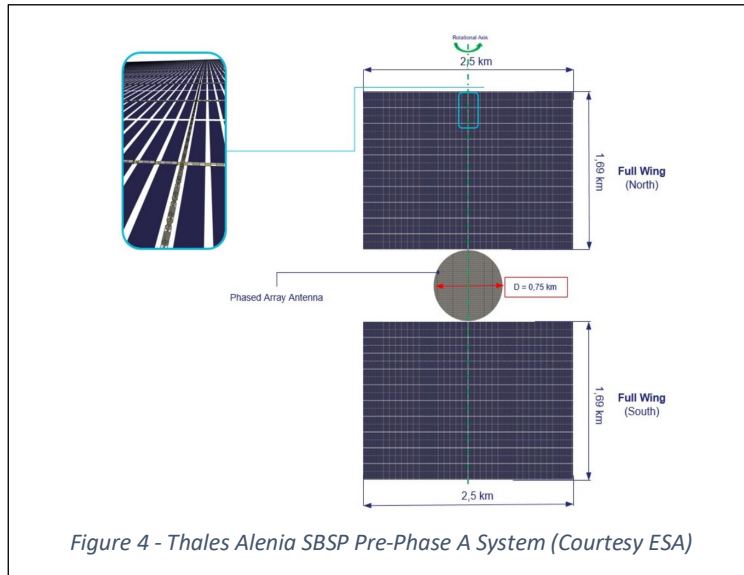 Rotational Axis
2,5 km
1,69 km
Full Wing
(North)
Phased Array Antenna
D = 0,75 km
1,69 km
Full Wing
(South)
2,5 km
Figure 4 - Thales Alenia SBSP Pre-Phase A System (Courtesy ESA)